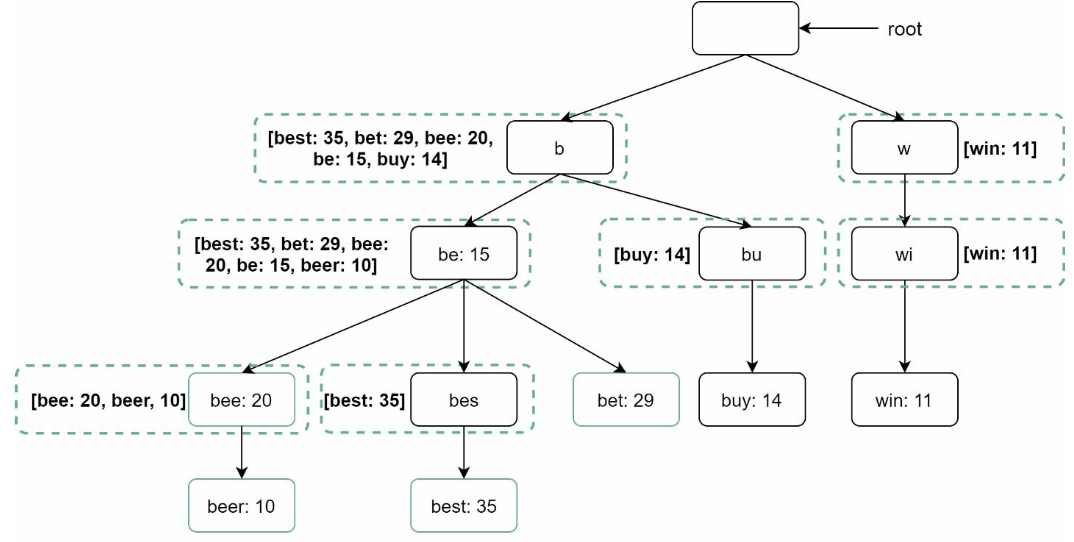 root
[best: 35, bet: 29, bee: 20,
be: 15, buy: 14]
b
w
[win: 11]
[best: 35, bet: 29, bee:
20, be: 15, beer: 10]
be: 15
[buy: 14]
bu
wi
[win: 11]
[bee: 20, beer, 10]
bee: 20
[best: 35]
bes
bet: 29
buy: 14
win: 11
beer: 10
best: 35